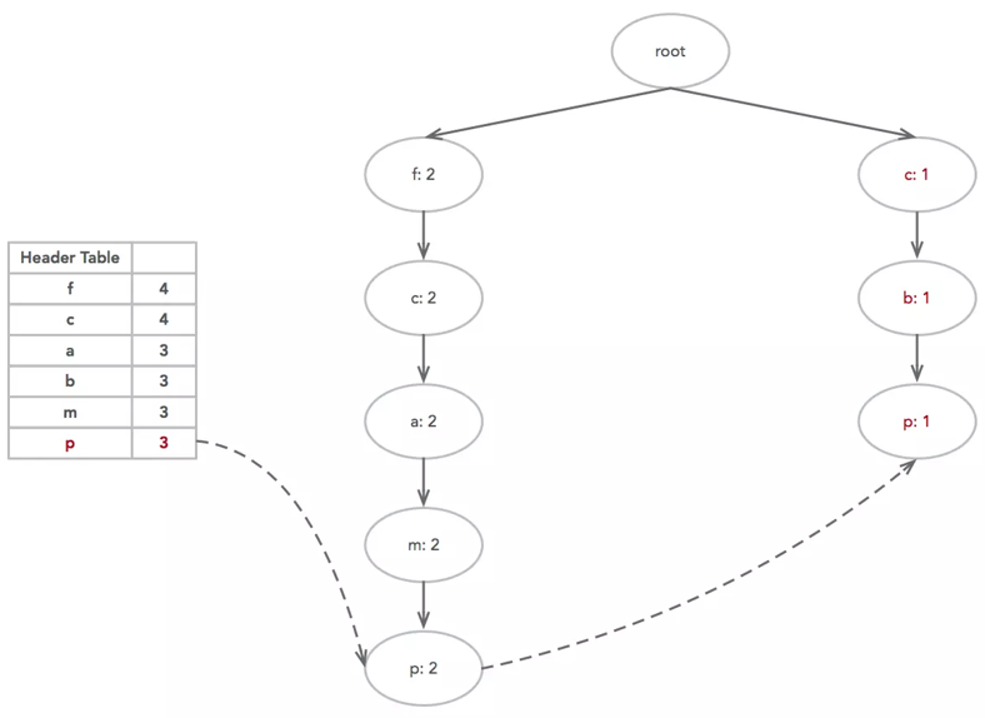 root
f: 2
c: 1
Header Table
f 4
c 4
a 3
b 3
m 3
p 3
c: 2
b: 1
a: 2
p: 1
m: 2
p: 2